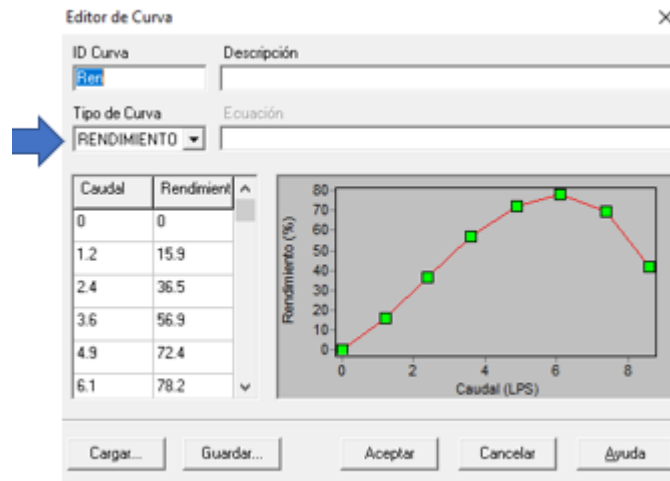 Editor de Curva
ID Curva Descripción
Ren
Tipo de Curva Ecuación
RENDIMIENTO
Caudal Rendimient
0 0
1.2 15.9
2.4 36.5
3.6 56.9
4.9 72.4
6.1 78.2
80
70
60
50
40
30
20
10
0
Rendimiento (%)
0 2 4 6 8
Caudal (LPS)
Cargar... Guardar... Aceptar Cancelar Ayuda